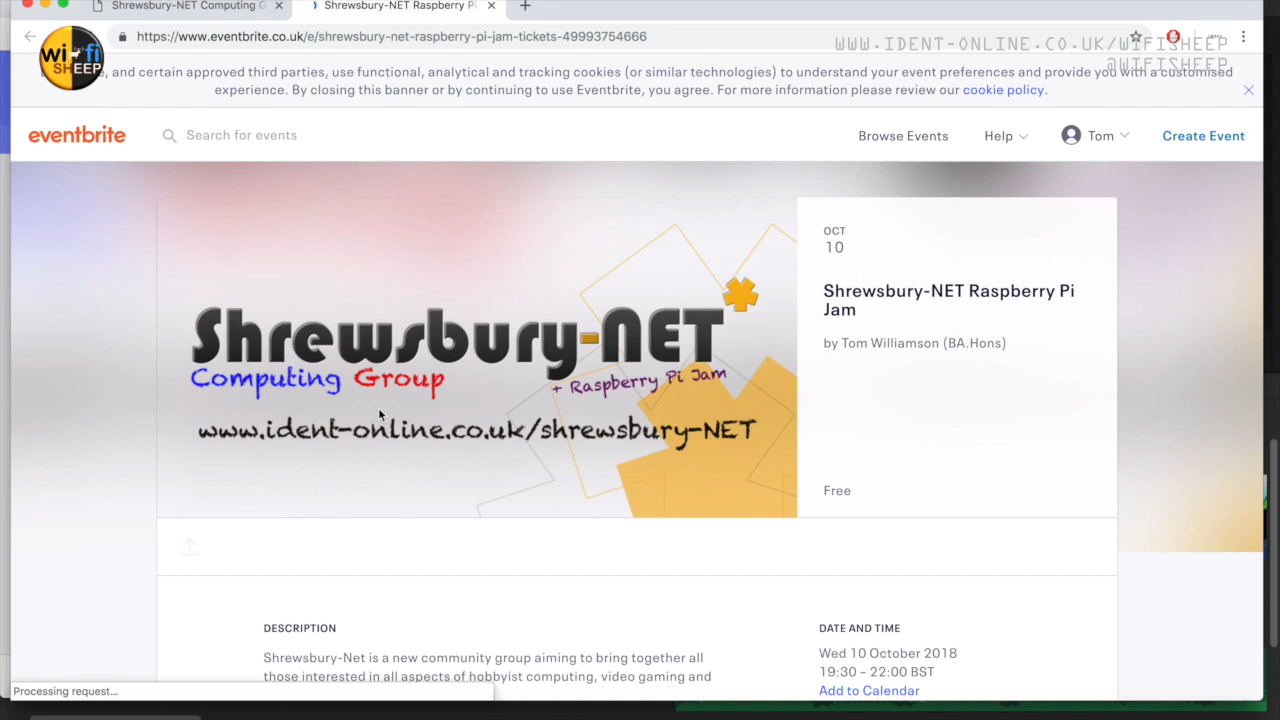 Shrewsbury-NET Computing G
Shrewsbury-NET Raspberry Pi
https://www.eventbrite.co.uk/e/shrewsbury-net-raspberry-pi-jam-tickets-49993754666
WWW.IDENT-ONLINE.CO.UK/WIFISHEEP
@WIFISHEEP
wi-fi
SHEEP
and certain approved third parties, use functional, analytical and tracking cookies (or similar technologies) to understand your event preferences and provide you with a customised
experience. By closing this banner or by continuing to use Eventbrite, you agree. For more information please review our cookie policy.
eventbrite
Search for events
Browse Events
Help
Tom
Create Event
Shrewsbury-NET
Computing Group
+ Raspberry Pi Jam
www.ident-online.co.uk/shrewsbury-NET
OCT
10
Shrewsbury-NET Raspberry Pi
Jam
by Tom Williamson (BA.Hons)
Free
DESCRIPTION
Shrewsbury-Net is a new community group aiming to bring together all
those interested in all aspects of hobbyist computing, video gaming and
DATE AND TIME
Wed 10 October 2018
19:30 – 22:00 BST
Add to Calendar
Processing request...